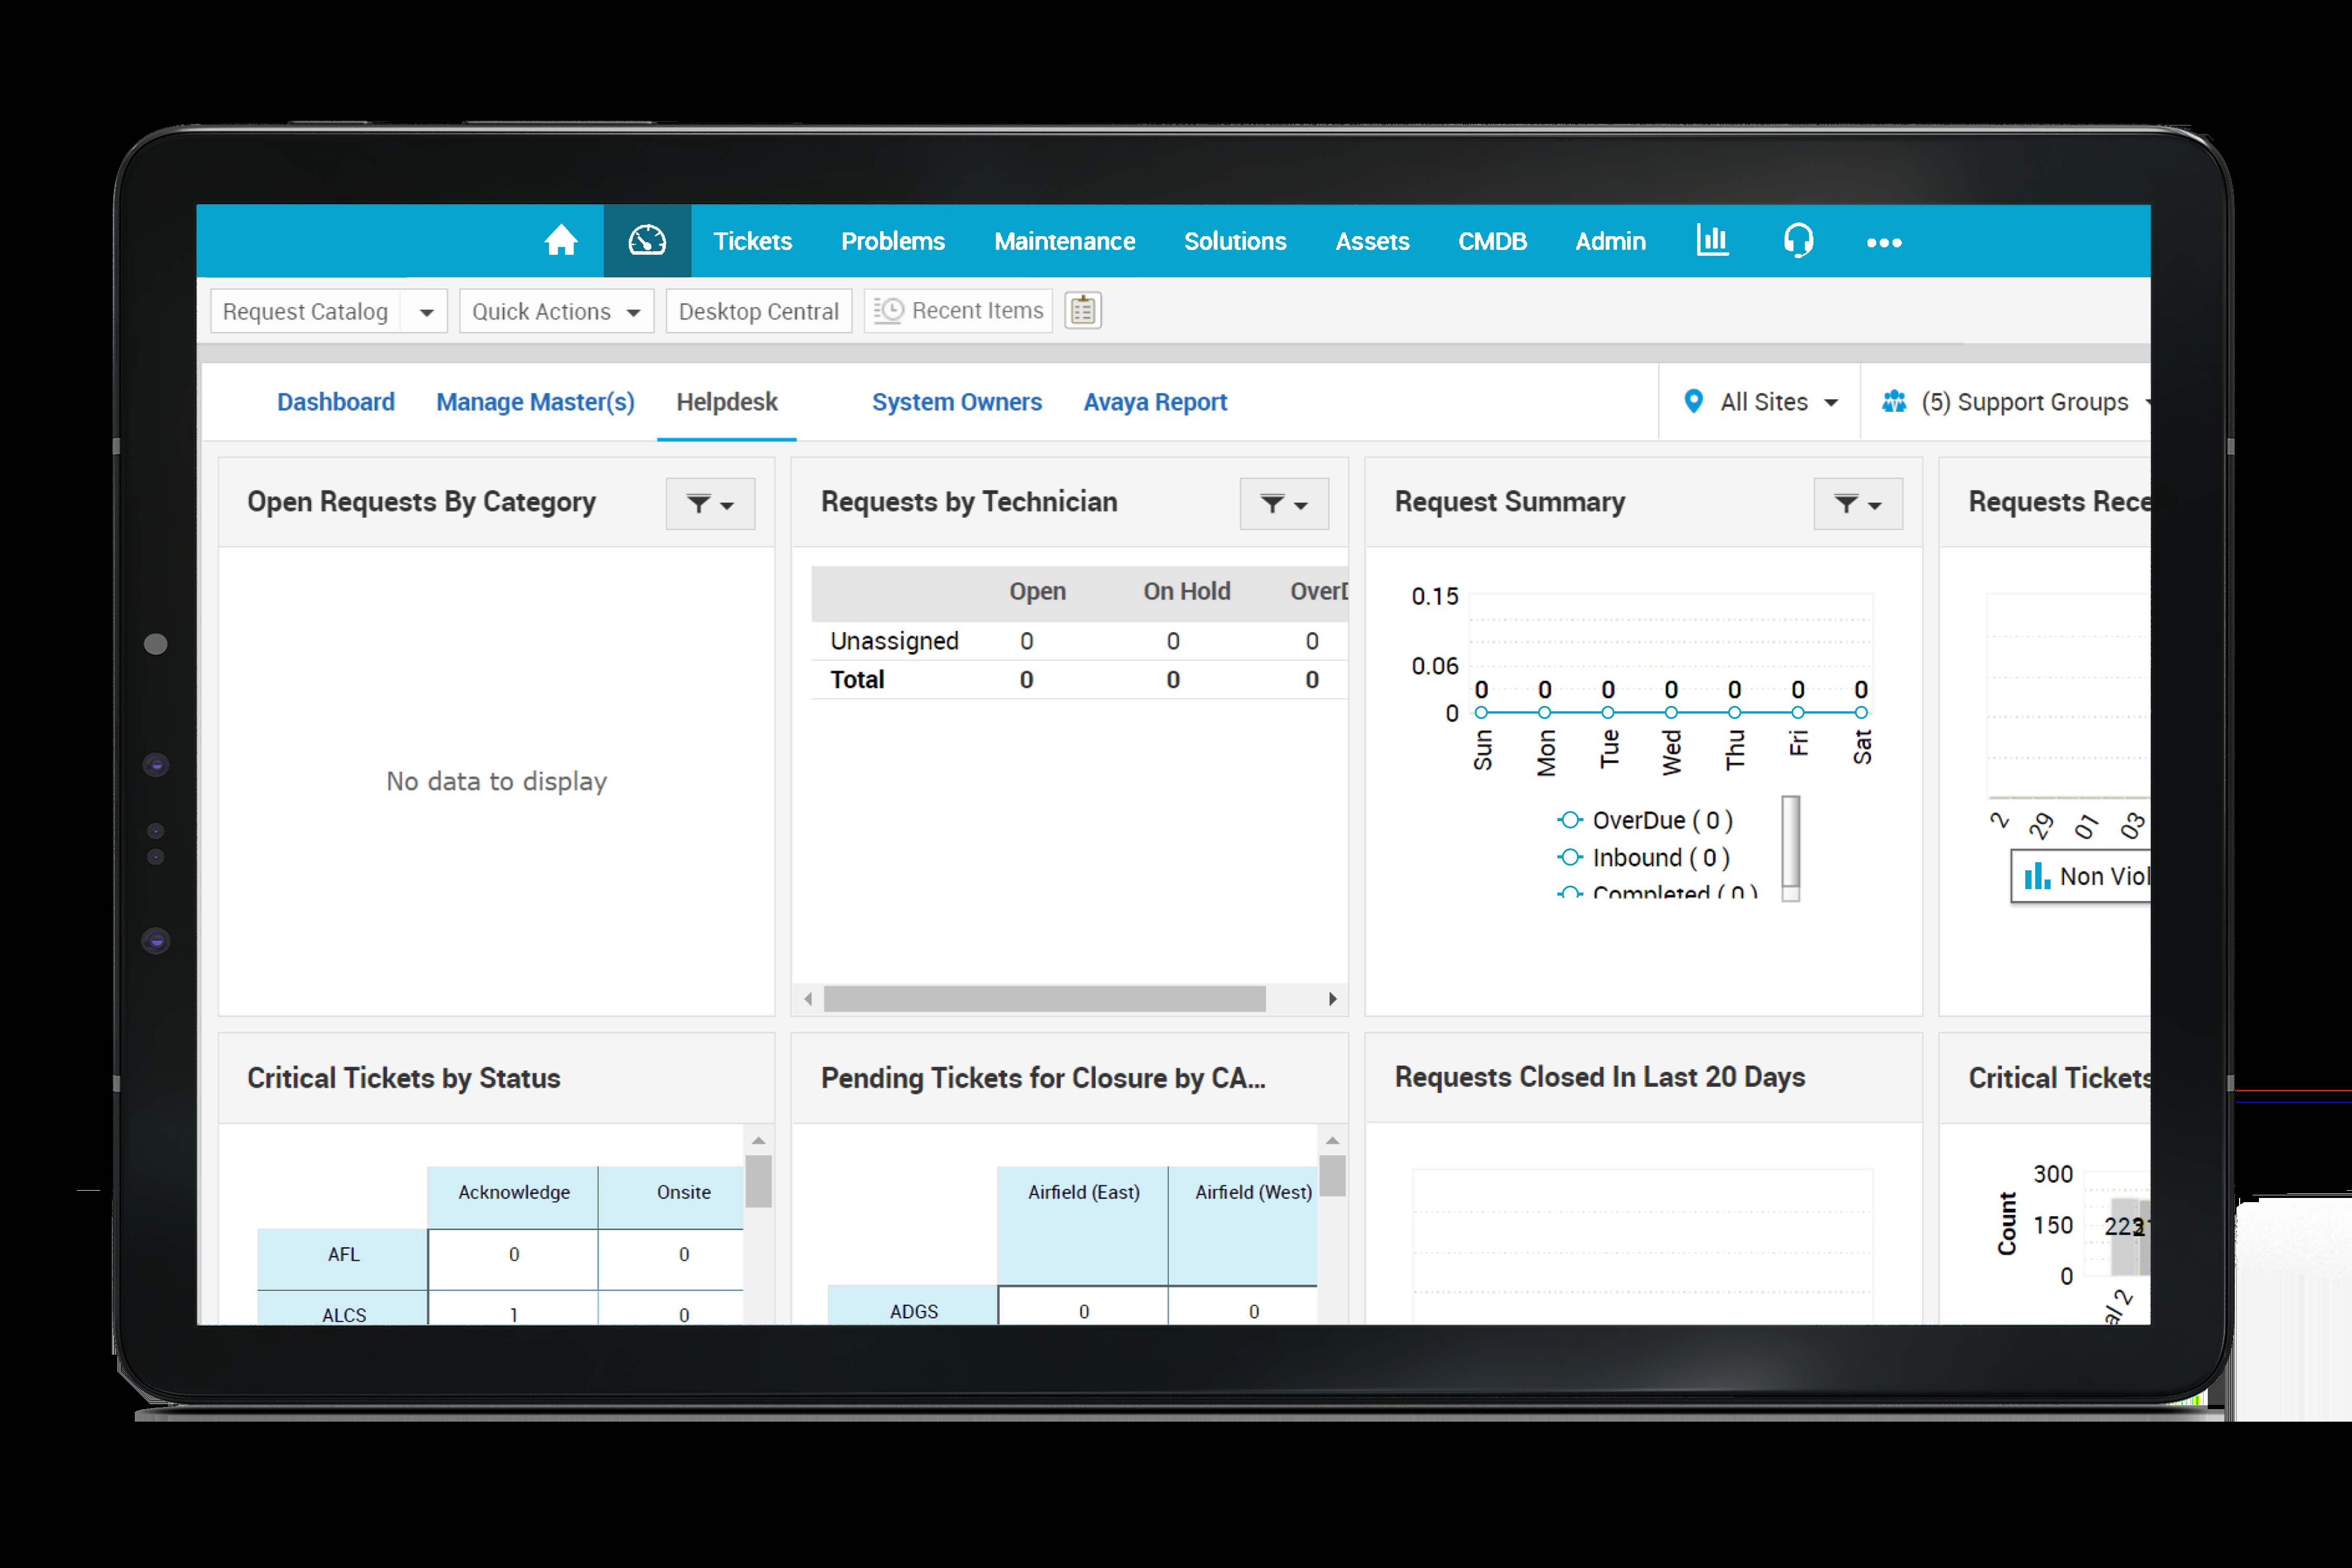 Tickets Problems Maintenance Solutions Assets CMDB Admin
Request Catalog Quick Actions Desktop Central Recent Items
Dashboard Manage Master(s) Helpdesk System Owners Avaya Report All Sites (5) Support Groups
Open Requests By Category
No data to display
Requests by Technician
Open On Hold OverD
Unassigned 0 0 0
Total 0 0 0
Request Summary
0.15
0.06
0 0 0 0 0 0 0
0
Sun Mon Tue Wed Thu Fri Sat
OverDue ( 0 )
Inbound ( 0 )
Completed ( 0 )
Requests Rece
2 29 01 03
Non Viol
Critical Tickets by Status
Acknowledge Onsite
AFL 0 0
ALCS 1 0
Pending Tickets for Closure by CA...
Airfield (East) Airfield (West)
ADGS 0 0
Requests Closed In Last 20 Days
Critical Tickets
Count
300
150
0
al 2